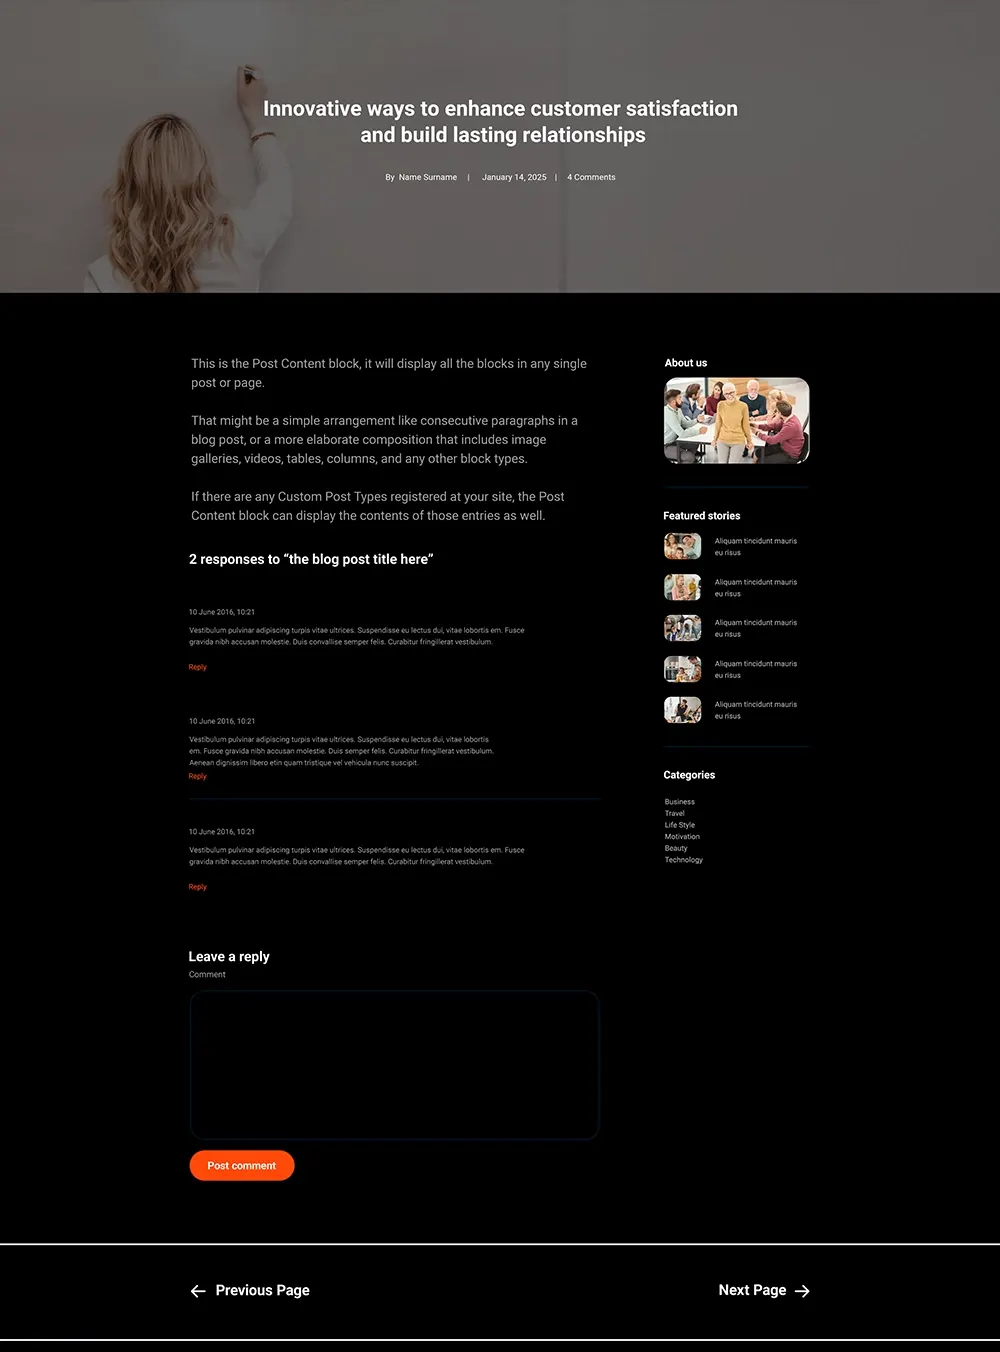 Innovative ways to enhance customer satisfaction
and build lasting relationships
By Name Surname | January 14, 2025 | 4 Comments
This is the Post Content block, it will display all the blocks in any single
post or page.
That might be a simple arrangement like consecutive paragraphs in a
blog post, or a more elaborate composition that includes image
galleries, videos, tables, columns, and any other block types.
If there are any Custom Post Types registered at your site, the Post
Content block can display the contents of those entries as well.
2 responses to “the blog post title here”
10 June 2016, 10:21
Vestibulum pulvinar adipiscing turpis vitae ultrices. Suspendisse eu lectus dui, vitae lobortis em. Fusce
gravida nibh accusan molestie. Duis convallise semper felis. Curabitur fringillerat vestibulum.
Reply
10 June 2016, 10:21
Vestibulum pulvinar adipiscing turpis vitae ultrices. Suspendisse eu lectus dui, vitae lobortis
em. Fusce gravida nibh accusan molestie. Duis semper felis. Curabitur fringillerat vestibulum.
Aenean dignissim libero etin quam tristique vel vehicula nunc suscipit.
Reply
10 June 2016, 10:21
Vestibulum pulvinar adipiscing turpis vitae ultrices. Suspendisse eu lectus dui, vitae lobortis em. Fusce
gravida nibh accusan molestie. Duis convallise semper felis. Curabitur fringillerat vestibulum.
Reply
Leave a reply
Comment
Post comment
About us
Featured stories
Aliquam tincidunt mauris
eu risus
Aliquam tincidunt mauris
eu risus
Aliquam tincidunt mauris
eu risus
Aliquam tincidunt mauris
eu risus
Aliquam tincidunt mauris
eu risus
Categories
Business
Travel
Life Style
Motivation
Beauty
Technology
Previous Page
Next Page